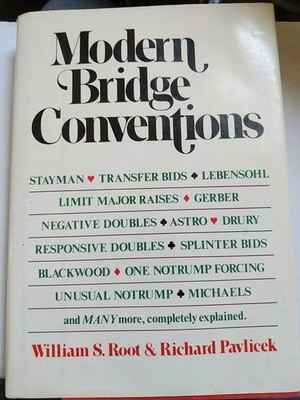 Modern
Bridge
Conventions
STAYMAN ♥ TRANSFER BIDS ♠ LEBENSOHL
LIMIT MAJOR RAISES ♦ GERBER
NEGATIVE DOUBLES ♠ ASTRO ♥ DRURY
RESPONSIVE DOUBLES ♠ SPLINTER BIDS
BLACKWOOD ♦ ONE NOTRUMP FORCING
UNUSUAL NOTRUMP ♣ MICHAELS
and MANY more, completely explained.
William S. Root & Richard Pavlicek